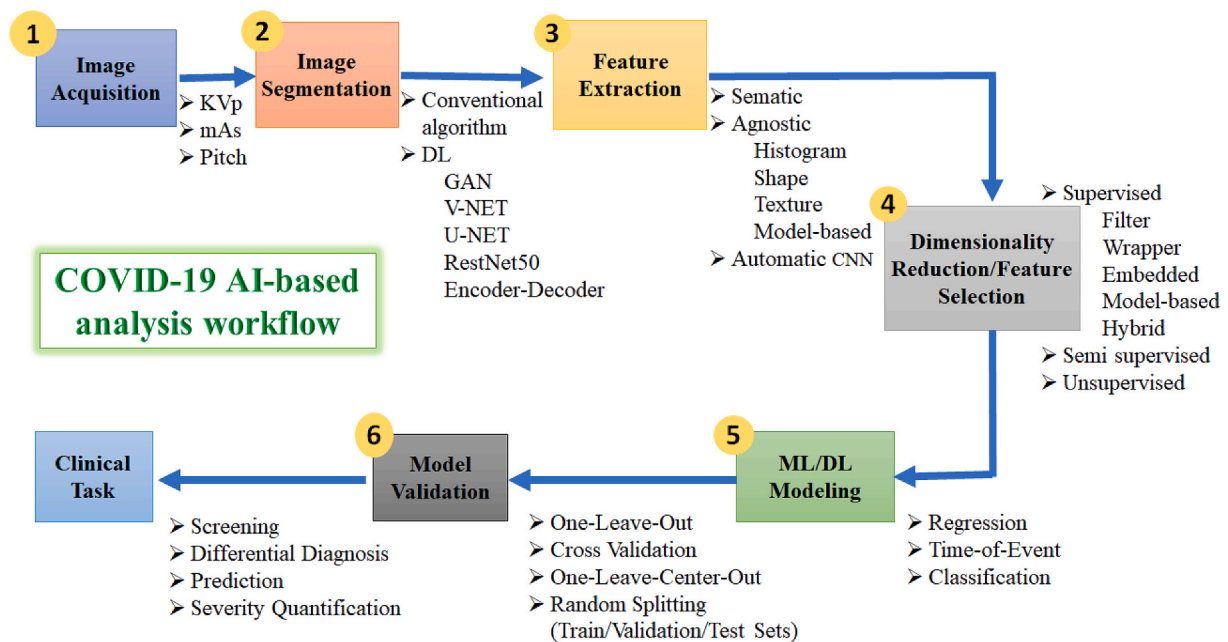 1
Image
Acquisition
➤ KVp
➤ mAs
➤ Pitch
2
Image
Segmentation
➤ Conventional
algorithm
➤ DL
GAN
V-NET
U-NET
RestNet50
Encoder-Decoder
3
Feature
Extraction
➤ Sematic
➤ Agnostic
Histogram
Shape
Texture
Model-based
➤ Automatic CNN
4
Dimensionality
Reduction/Feature
Selection
➤ Supervised
Filter
Wrapper
Embedded
Model-based
Hybrid
➤ Semi supervised
➤ Unsupervised
COVID-19 AI-based
analysis workflow
5
ML/DL
Modeling
➤ Regression
➤ Time-of-Event
➤ Classification
6
Model
Validation
➤ One-Leave-Out
➤ Cross Validation
➤ One-Leave-Center-Out
➤ Random Splitting
(Train/Validation/Test Sets)
Clinical
Task
➤ Screening
➤ Differential Diagnosis
➤ Prediction
➤ Severity Quantification